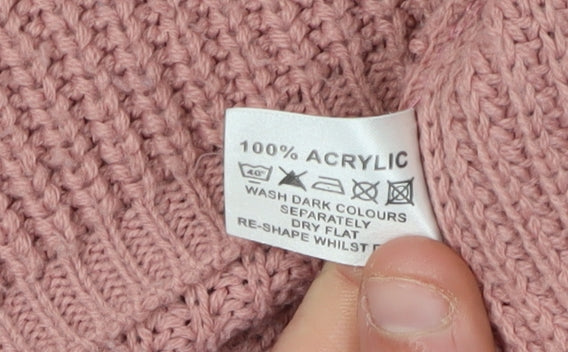 100% ACRYLIC
40°
WASH DARK COLOURS
SEPARATELY
DRY FLAT
RE-SHAPE WHILST